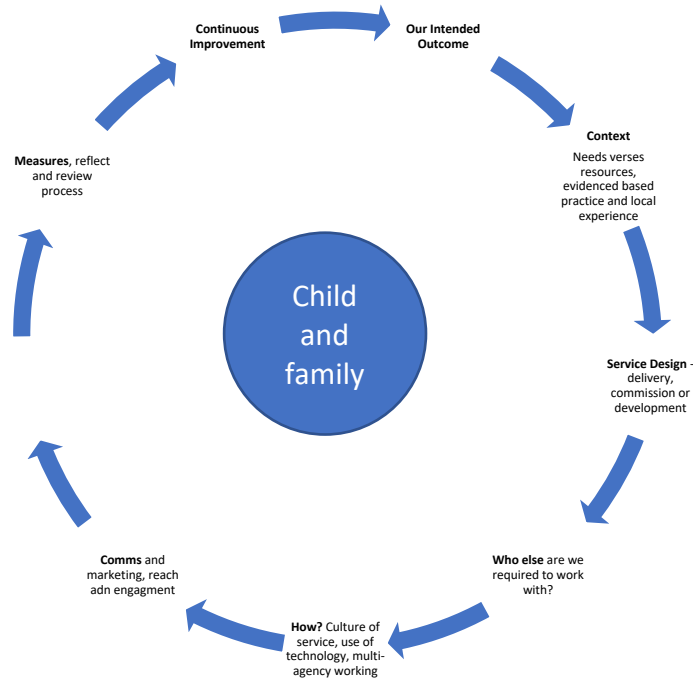 Continuous
Improvement
Our Intended
Outcome
Context
Needs verses
resources,
evidenced based
practice and local
experience
Service Design -
delivery,
commission or
development
Who else are we
required to work
with?
How? Culture of
service, use of
technology, multi-
agency working
Comms and
marketing, reach
adn engagment
Measures, reflect
and review
process
Child
and
family